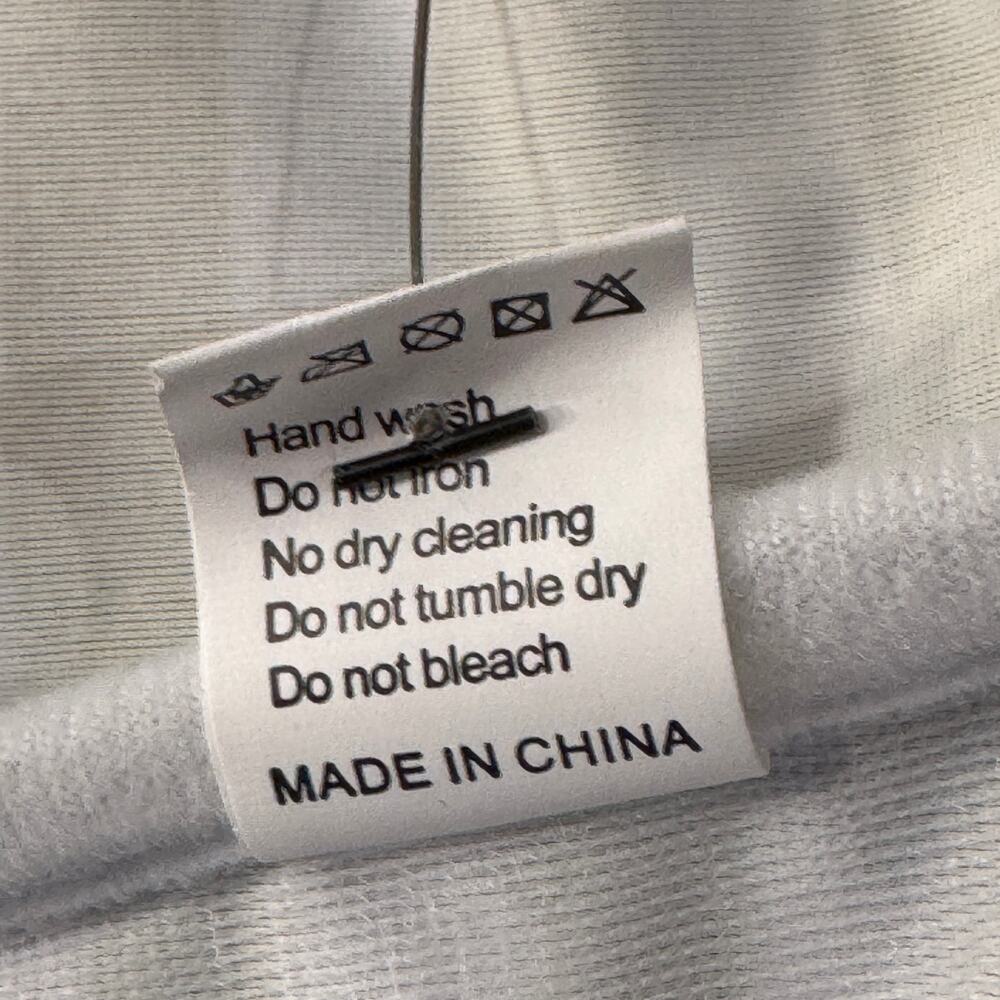 Hand wash
Do not iron
No dry cleaning
Do not tumble dry
Do not bleach
MADE IN CHINA